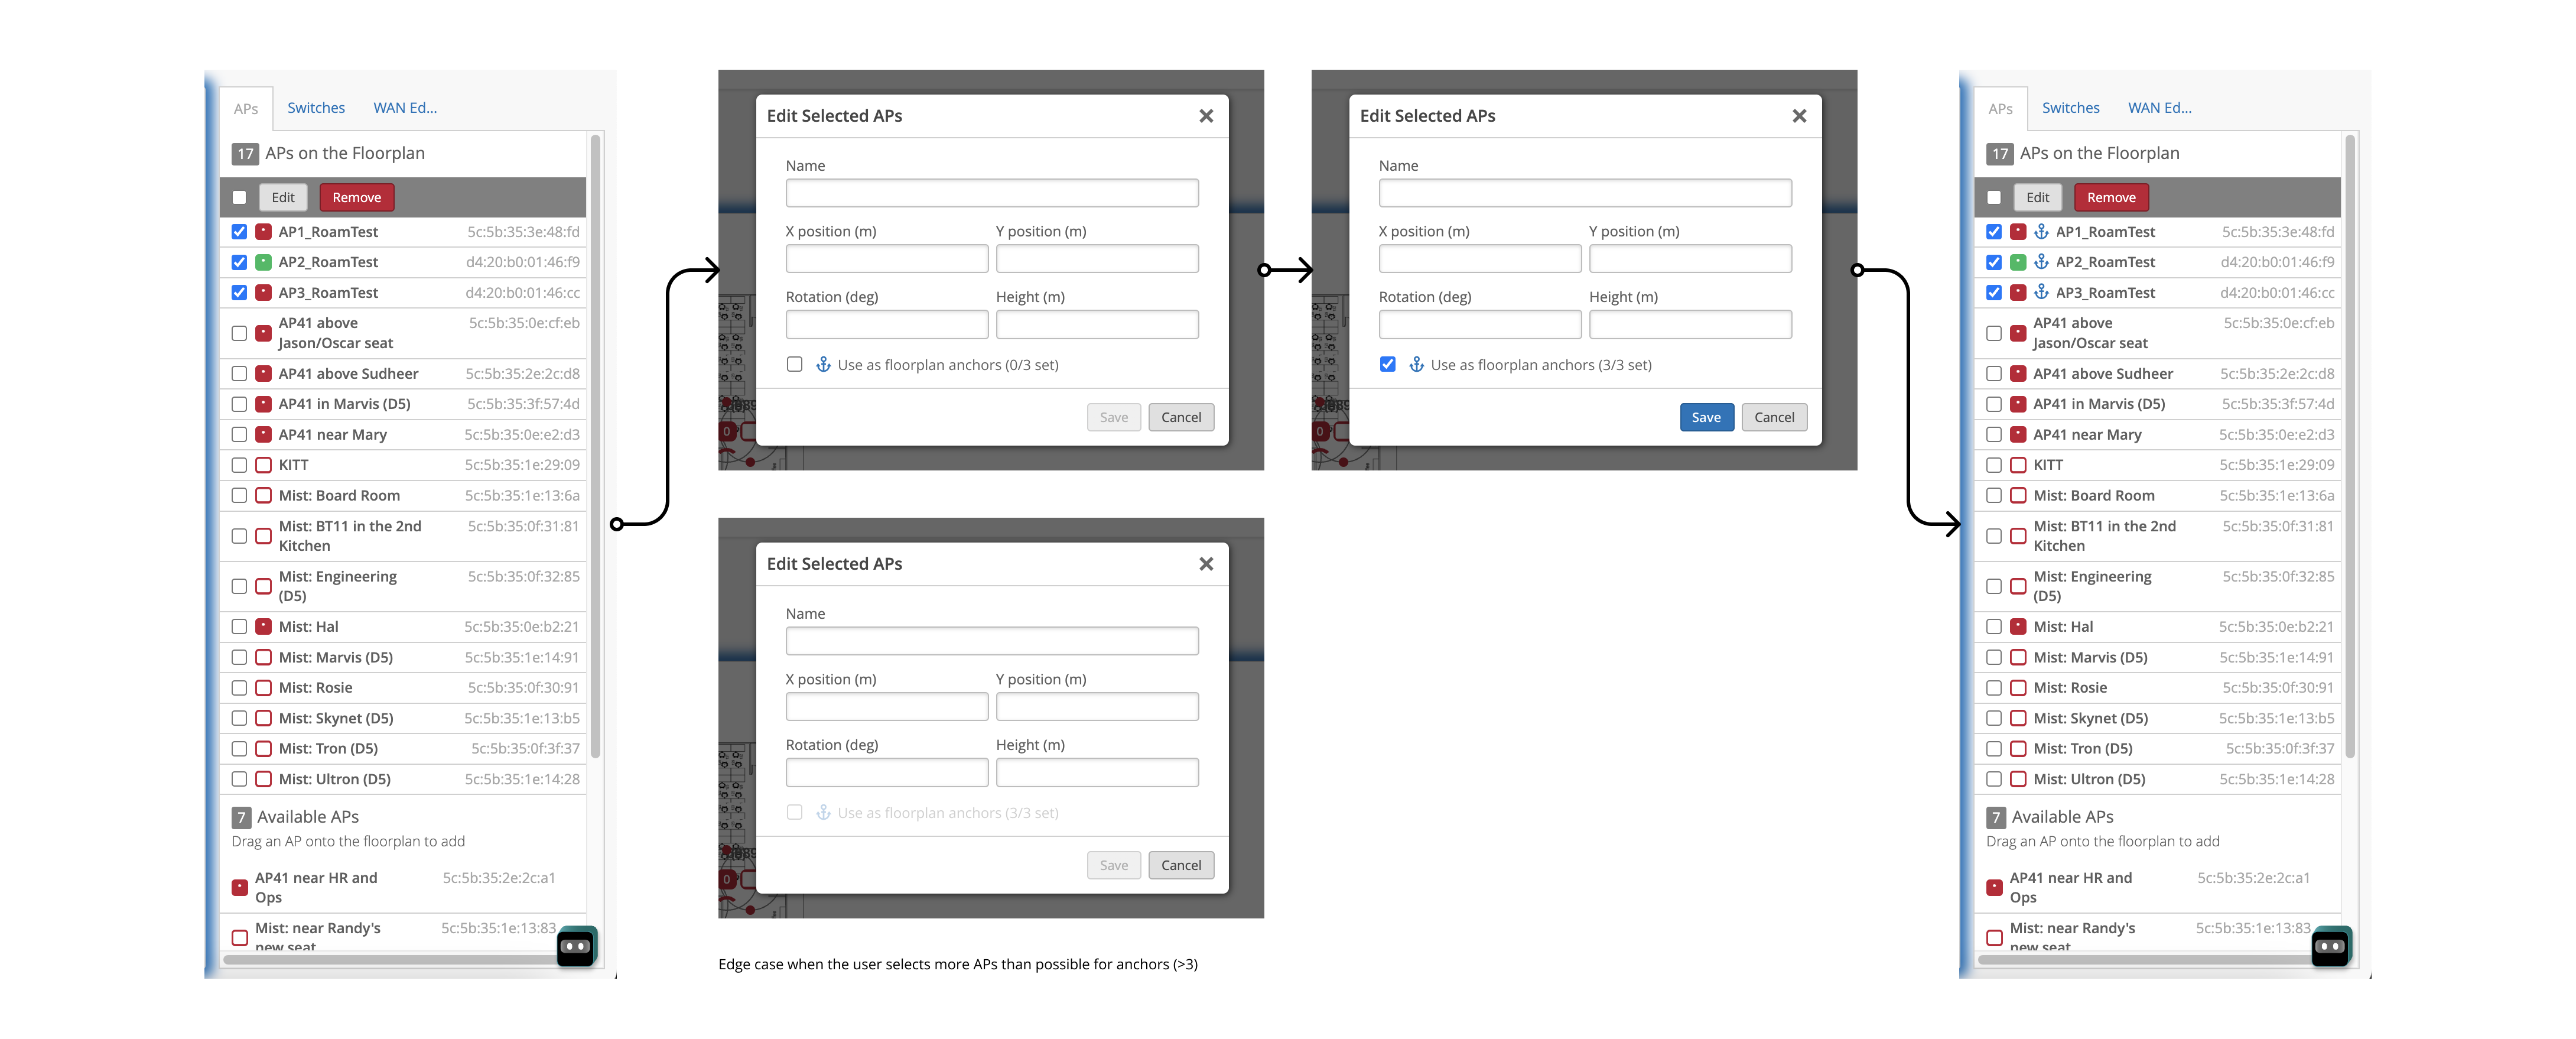 APs Switches WAN Ed...
17 APs on the Floorplan
Edit Remove
AP1_RoamTest 5c:5b:35:3e:48:fd
AP2_RoamTest d4:20:b0:01:46:f9
AP3_RoamTest d4:20:b0:01:46:cc
AP41 above 5c:5b:35:0e:cf:eb
Jason/Oscar seat
AP41 above Sudheer 5c:5b:35:2e:2c:d8
AP41 in Marvis (D5) 5c:5b:35:3f:57:4d
AP41 near Mary 5c:5b:35:0e:e2:d3
KITT 5c:5b:35:1e:29:09
Mist: Board Room 5c:5b:35:1e:13:6a
Mist: BT11 in the 2nd 5c:5b:35:0f:31:81
Kitchen
Mist: Engineering 5c:5b:35:0f:32:85
(D5)
Mist: Hal 5c:5b:35:0e:b2:21
Mist: Marvis (D5) 5c:5b:35:1e:14:91
Mist: Rosie 5c:5b:35:0f:30:91
Mist: Skynet (D5) 5c:5b:35:1e:13:b5
Mist: Tron (D5) 5c:5b:35:0f:3f:37
Mist: Ultron (D5) 5c:5b:35:1e:14:28
7 Available APs
Drag an AP onto the floorplan to add
AP41 near HR and 5c:5b:35:2e:2c:a1
Ops
Mist: near Randy's 5c:5b:35:1e:13:83
new seat
Edit Selected APs
Name
X position (m) Y position (m)
Rotation (deg) Height (m)
Use as floorplan anchors (0/3 set)
Save Cancel
Edit Selected APs
Name
X position (m) Y position (m)
Rotation (deg) Height (m)
Use as floorplan anchors (3/3 set)
Save Cancel
Edit Selected APs
Name
X position (m) Y position (m)
Rotation (deg) Height (m)
Use as floorplan anchors (3/3 set)
Save Cancel
Edge case when the user selects more APs than possible for anchors (>3)
APs Switches WAN Ed...
17 APs on the Floorplan
Edit Remove
AP1_RoamTest 5c:5b:35:3e:48:fd
AP2_RoamTest d4:20:b0:01:46:f9
AP3_RoamTest d4:20:b0:01:46:cc
AP41 above 5c:5b:35:0e:cf:eb
Jason/Oscar seat
AP41 above Sudheer 5c:5b:35:2e:2c:d8
AP41 in Marvis (D5) 5c:5b:35:3f:57:4d
AP41 near Mary 5c:5b:35:0e:e2:d3
KITT 5c:5b:35:1e:29:09
Mist: Board Room 5c:5b:35:1e:13:6a
Mist: BT11 in the 2nd 5c:5b:35:0f:31:81
Kitchen
Mist: Engineering 5c:5b:35:0f:32:85
(D5)
Mist: Hal 5c:5b:35:0e:b2:21
Mist: Marvis (D5) 5c:5b:35:1e:14:91
Mist: Rosie 5c:5b:35:0f:30:91
Mist: Skynet (D5) 5c:5b:35:1e:13:b5
Mist: Tron (D5) 5c:5b:35:0f:3f:37
Mist: Ultron (D5) 5c:5b:35:1e:14:28
7 Available APs
Drag an AP onto the floorplan to add
AP41 near HR and 5c:5b:35:2e:2c:a1
Ops
Mist: near Randy's 5c:5b:35:1e:13:83
new seat